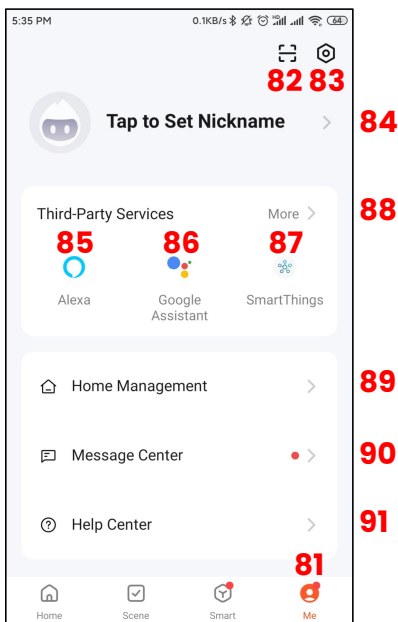 5:35 PM 0.1KB/s HD 64
82 83
Tap to Set Nickname 84
Third-Party Services More 88
85 86 87
Alexa Google Assistant SmartThings
Home Management 89
Message Center 90
Help Center 91
81
Home Scene Smart Me